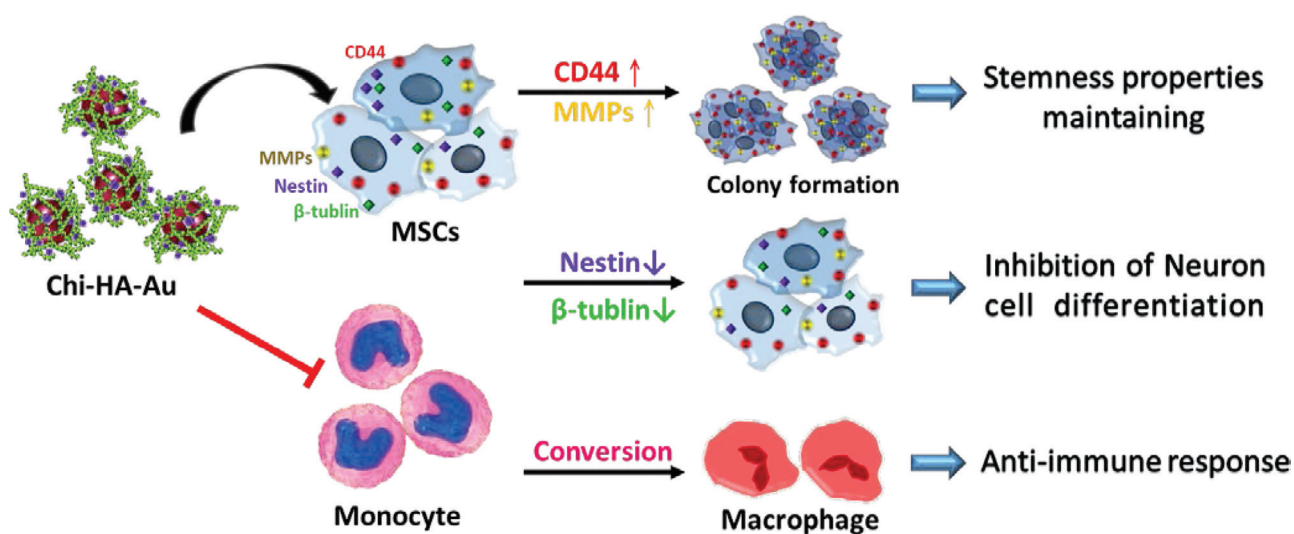 CD44
MMPs
Nestin
β-tublin
MSCs
Chi-HA-Au
CD44 ↑
MMPs ↑
Colony formation
Stemness properties
maintaining
Nestin↓
β-tublin↓
Inhibition of Neuron
cell differentiation
Monocyte
Conversion
Macrophage
Anti-immune response